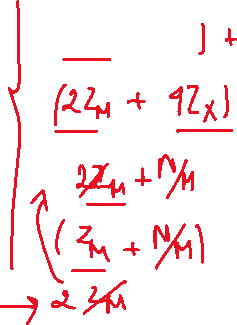 ) +
(2Z_M + 4Z_X)
2Z_M + N/M
(Z_M + N/M)
→ 2 Z_M